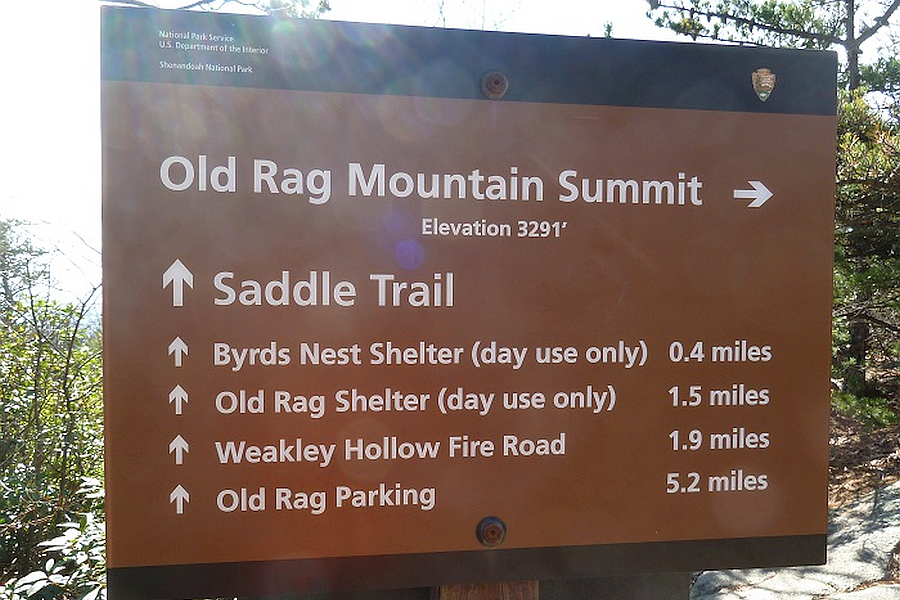 National Park Service
U.S. Department of the Interior
Shenandoah National Park
Old Rag Mountain Summit →
Elevation 3291'
↑ Saddle Trail
↑ Byrds Nest Shelter (day use only) 0.4 miles
↑ Old Rag Shelter (day use only) 1.5 miles
↑ Weakley Hollow Fire Road 1.9 miles
↑ Old Rag Parking 5.2 miles